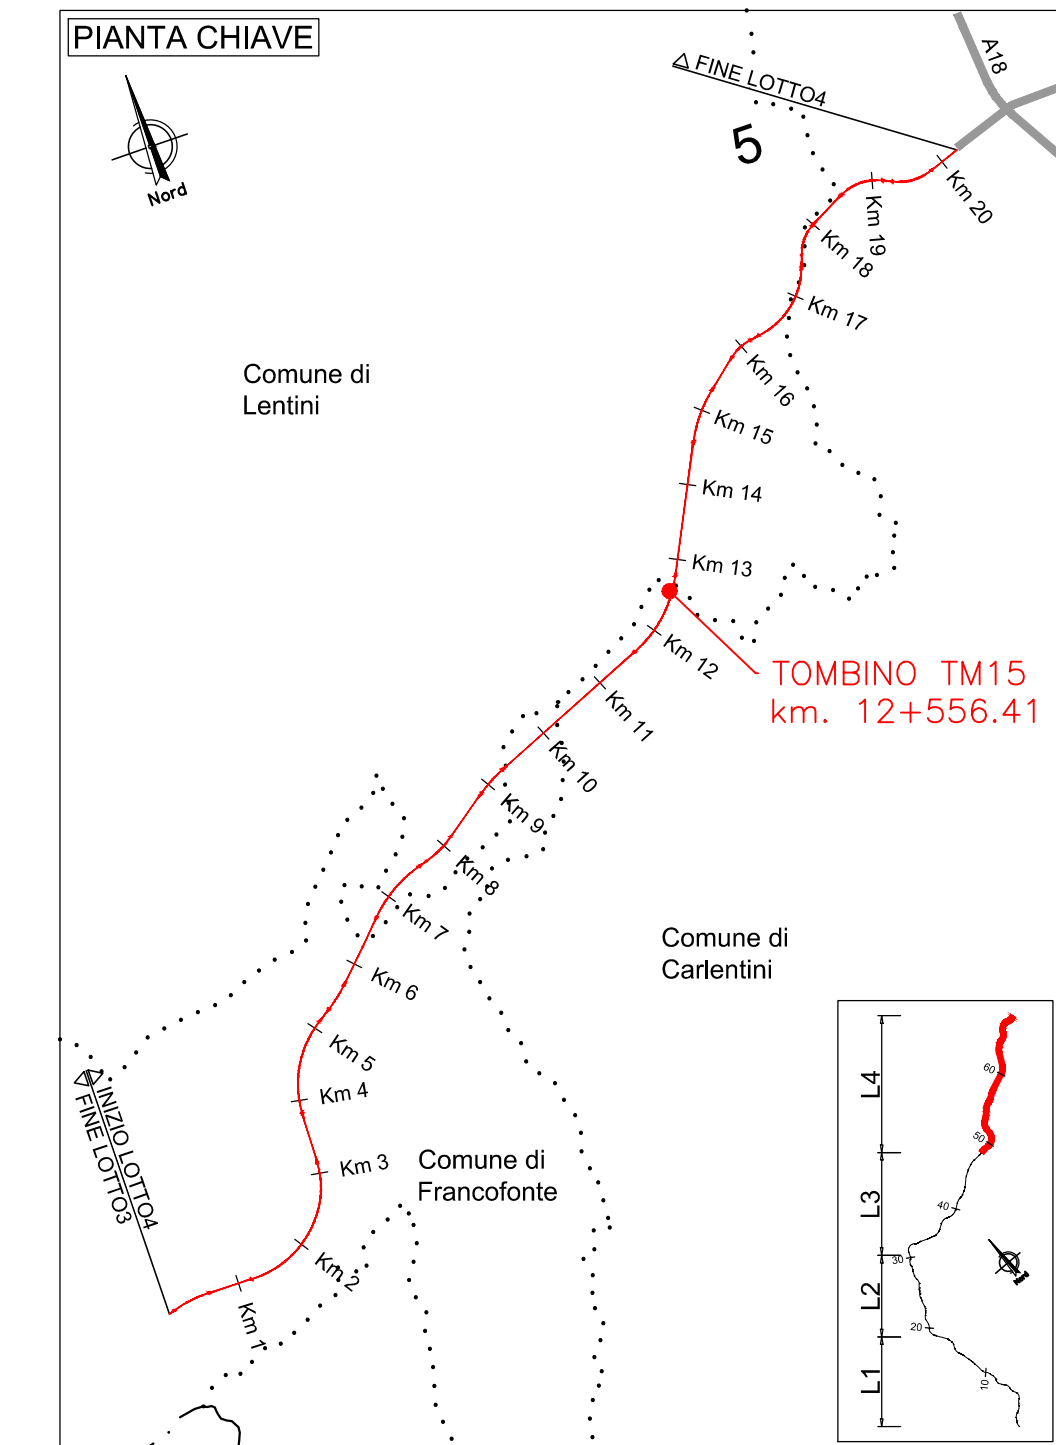 PIANTA CHIAVE
Nord
FINE LOTTO4
A18
5
Km 20
Km 19
Km 18
Km 17
Km 16
Comune di
Lentini
Km 15
Km 14
Km 13
Km 12
TOMBINO TM15
km. 12+556.41
Km 11
Km 10
Km 9
Km 8
Km 7
Comune di
Carlentini
Km 6
Km 5
Km 4
INIZIO LOTTO4
FINE LOTTO3
Km 3
Comune di
Francofonte
Km 2
Km 1
L4
60
50
L3
40
30
L2
20
L1
10